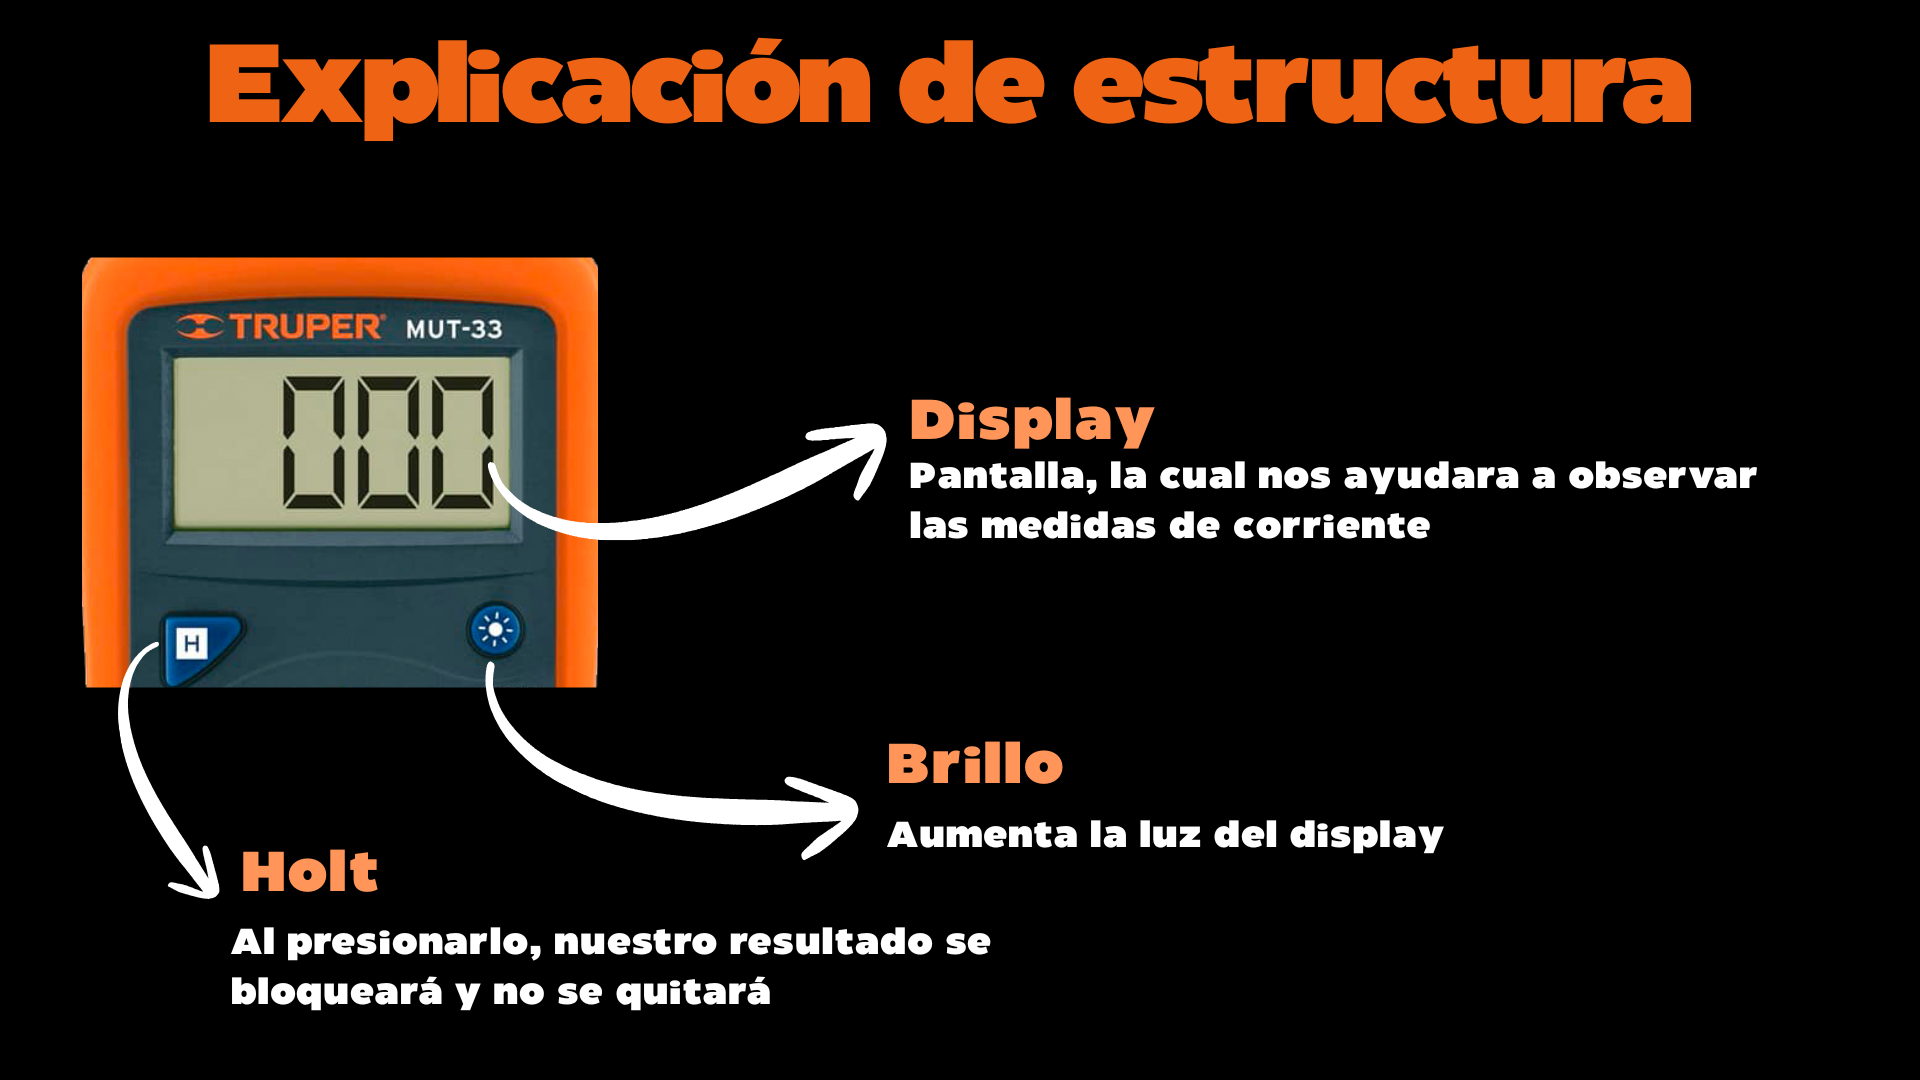 Explicación de estructura
TRUPER® MUT-33
000
H
Display
Pantalla, la cual nos ayudara a observar
las medidas de corriente
Brillo
Aumenta la luz del display
Holt
Al presionarlo, nuestro resultado se
bloqueará y no se quitará